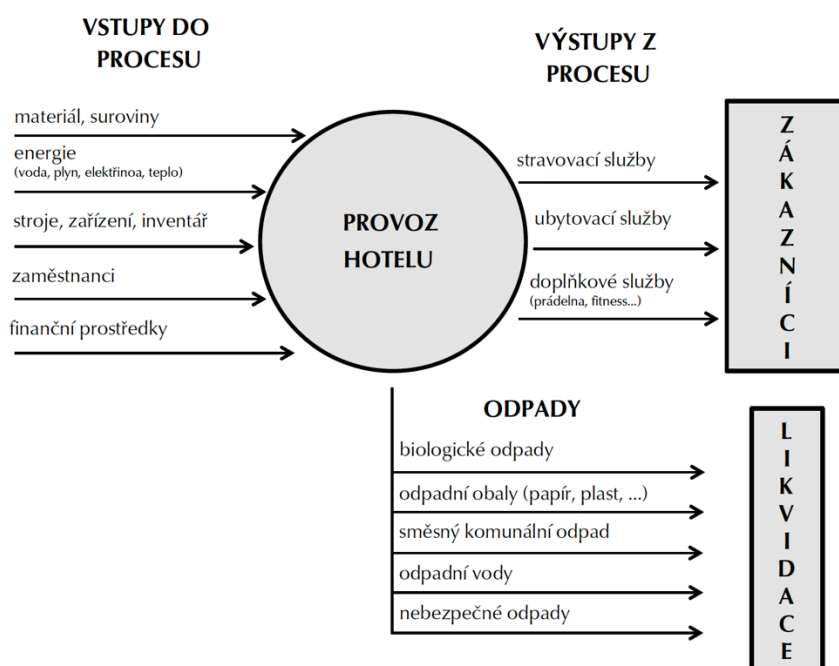 VSTUPY DO
PROCESU
materiál, suroviny
energie
(voda, plyn, elektřinoa, teplo)
stroje, zařízení, inventář
zaměstnanci
finanční prostředky
PROVOZ
HOTELU
VÝSTUPY Z
PROCESU
stravovací služby
ubytovací služby
doplňkové služby
(prádelna, fitness...)
ZÁKAZNÍCI
ODPADY
biologické odpady
odpadní obaly (papír, plast, ...)
směsný komunální odpad
odpadní vody
nebezpečné odpady
LIKVIDACE